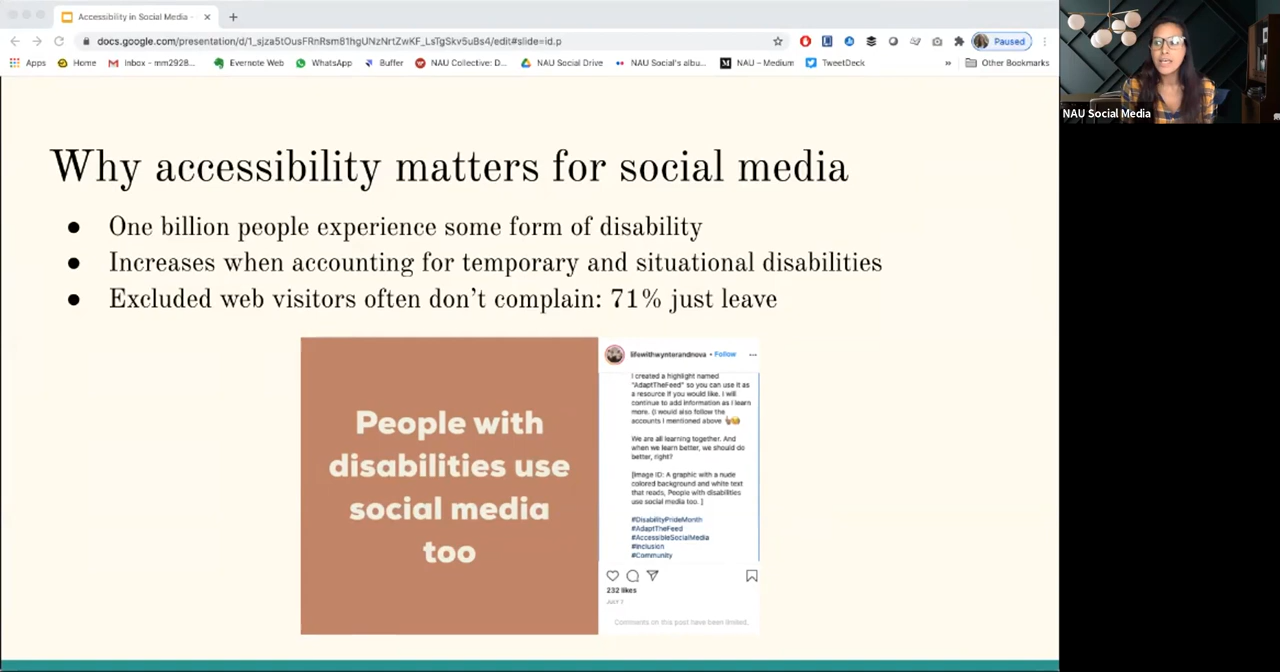 Accessibility in Social Media -
docs.google.com/presentation/d/1_sjza5tOusFRnRsm81hgUNzNrtZwKF_LsTgSkv5uBs4/edit#slide=id.p
Paused
Apps Home Inbox - mm2928... Evernote Web WhatsApp Buffer NAU Collective: D... NAU Social Drive NAU Social's albu... NAU – Medium TweetDeck » Other Bookmarks
NAU Social Media
Why accessibility matters for social media
● One billion people experience some form of disability
● Increases when accounting for temporary and situational disabilities
● Excluded web visitors often don't complain: 71% just leave
People with
disabilities use
social media
too
lifewithwynterandnova • Follow
I created a highlight named
"AdaptTheFeed" so you can use it as
a resource if you would like. I will
continue to add information as I learn
more. (I would also follow the
accounts I mentioned above
We are all learning together. And
when we learn better, we should do
better, right?
[Image ID: A graphic with a nude
colored background and white text
that reads, People with disabilities
use social media too. ]
#DisabilityPrideMonth
#AdaptTheFeed
#AccessibleSocialMedia
#Inclusion
#Community
232 likes
JULY 7
Comments on this post have been limited.